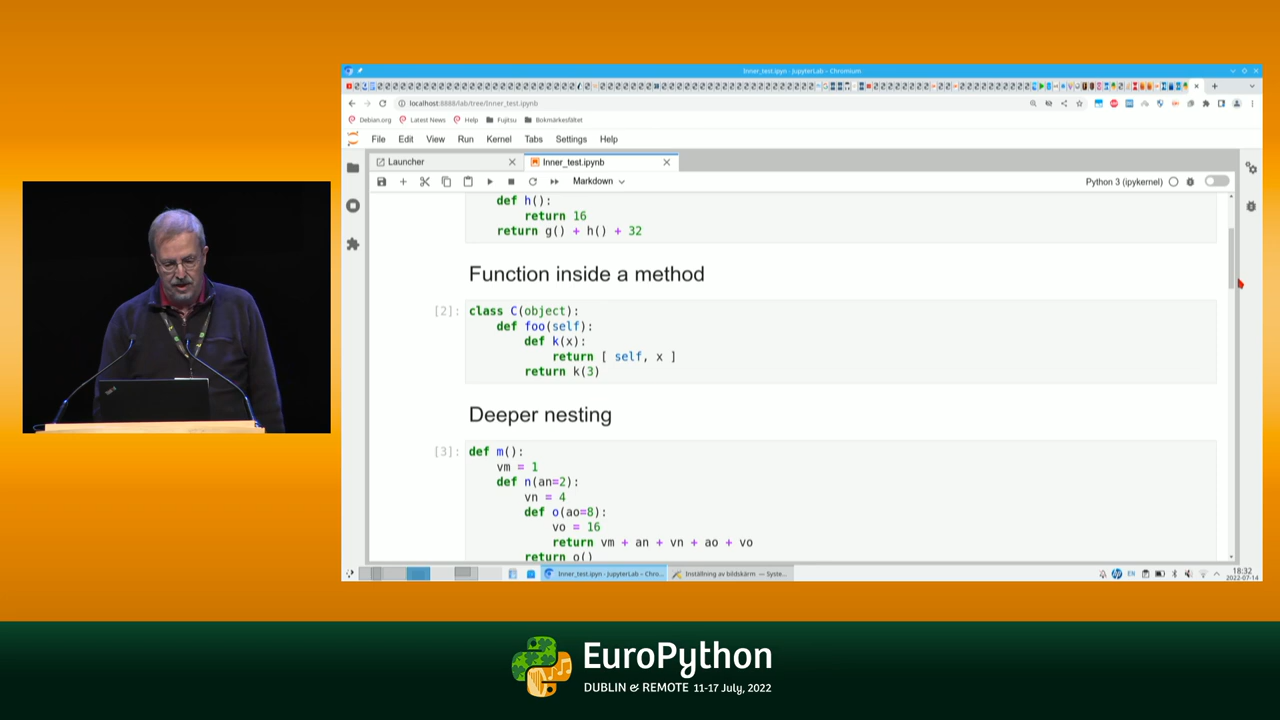 Inner_test.ipyn - JupyterLab - Chromium
localhost:8888/lab/tree/Inner_test.ipynb
Debian.org Latest News Help Fujitsu Bokmärkesfältet
File Edit View Run Kernel Tabs Settings Help
Launcher Inner_test.ipynb
Markdown Python 3 (ipykernel)
def h():
return 16
return g() + h() + 32
Function inside a method
[2]: class C(object):
def foo(self):
def k(x):
return [ self, x ]
return k(3)
Deeper nesting
[3]: def m():
vm = 1
def n(an=2):
vn = 4
def o(ao=8):
vo = 16
return vm + an + vn + ao + vo
return o()
Inner_test.ipyn - JupyterLab - Chro... Inställning av bildskärm — Syste...
EN 18:32
2022-07-14
EuroPython
DUBLIN & REMOTE 11-17 July, 2022